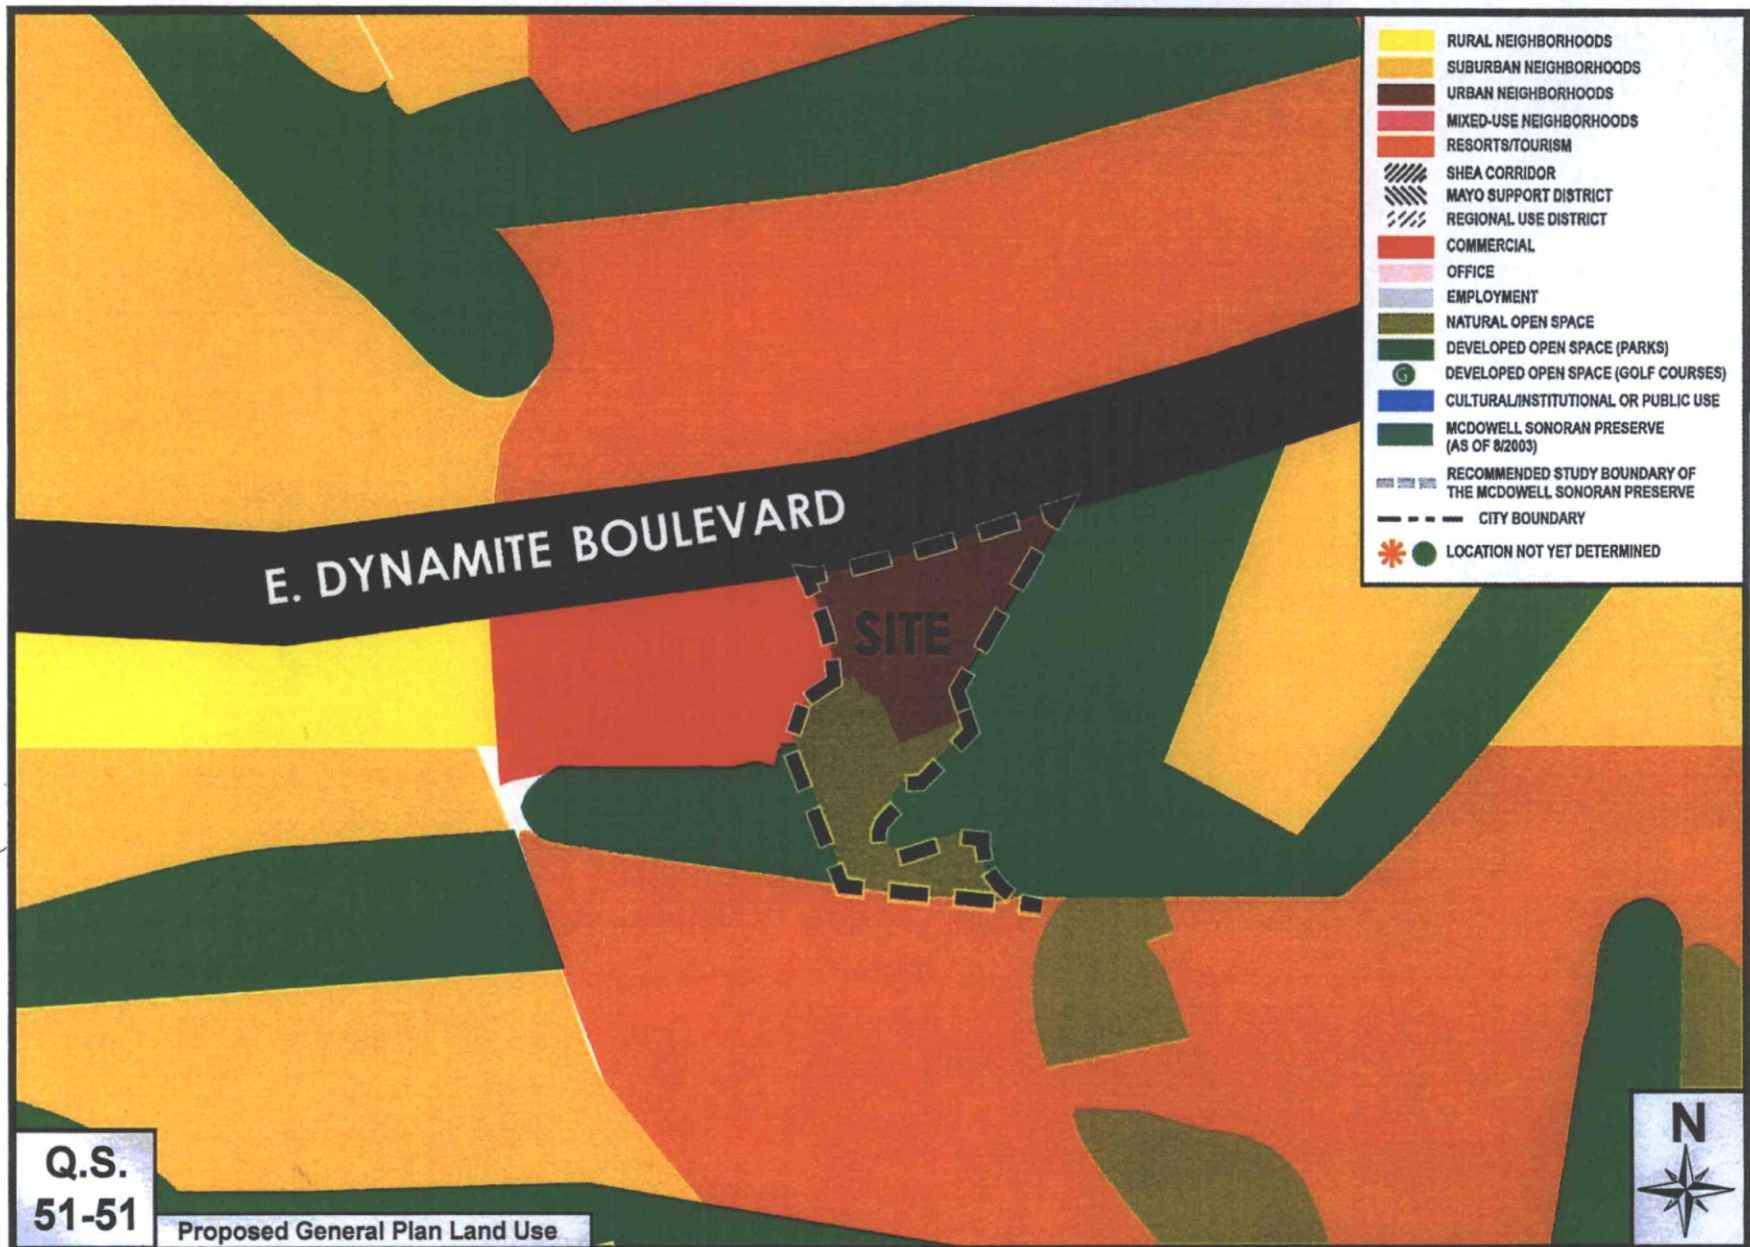 RURAL NEIGHBORHOODS
SUBURBAN NEIGHBORHOODS
URBAN NEIGHBORHOODS
MIXED-USE NEIGHBORHOODS
RESORTS/TOURISM
SHEA CORRIDOR
MAYO SUPPORT DISTRICT
REGIONAL USE DISTRICT
COMMERCIAL
OFFICE
EMPLOYMENT
NATURAL OPEN SPACE
DEVELOPED OPEN SPACE (PARKS)
G DEVELOPED OPEN SPACE (GOLF COURSES)
CULTURAL/INSTITUTIONAL OR PUBLIC USE
MCDOWELL SONORAN PRESERVE
(AS OF 8/2003)
RECOMMENDED STUDY BOUNDARY OF
THE MCDOWELL SONORAN PRESERVE
CITY BOUNDARY
LOCATION NOT YET DETERMINED
E. DYNAMITE BOULEVARD
SITE
Q.S.
51-51
Proposed General Plan Land Use
N